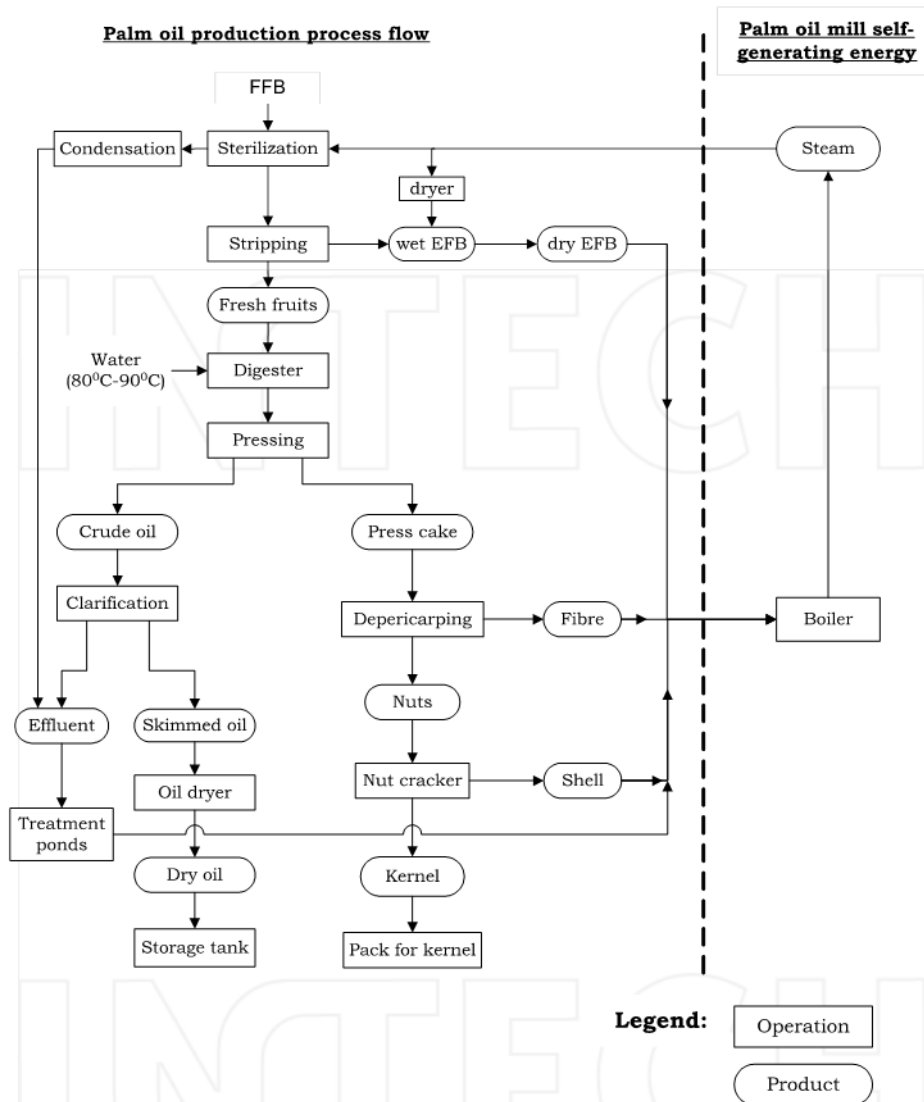 Palm oil production process flow
Palm oil mill self-
generating energy
FFB
Condensation
Sterilization
Steam
dryer
Stripping
wet EFB
dry EFB
Fresh fruits
Water
(80⁰C-90⁰C)
Digester
Pressing
Crude oil
Press cake
Clarification
Depericarping
Fibre
Boiler
Nuts
Effluent
Skimmed oil
Nut cracker
Shell
Oil dryer
Treatment
ponds
Dry oil
Kernel
Storage tank
Pack for kernel
Legend:
Operation
Product
INTECH
INTECH